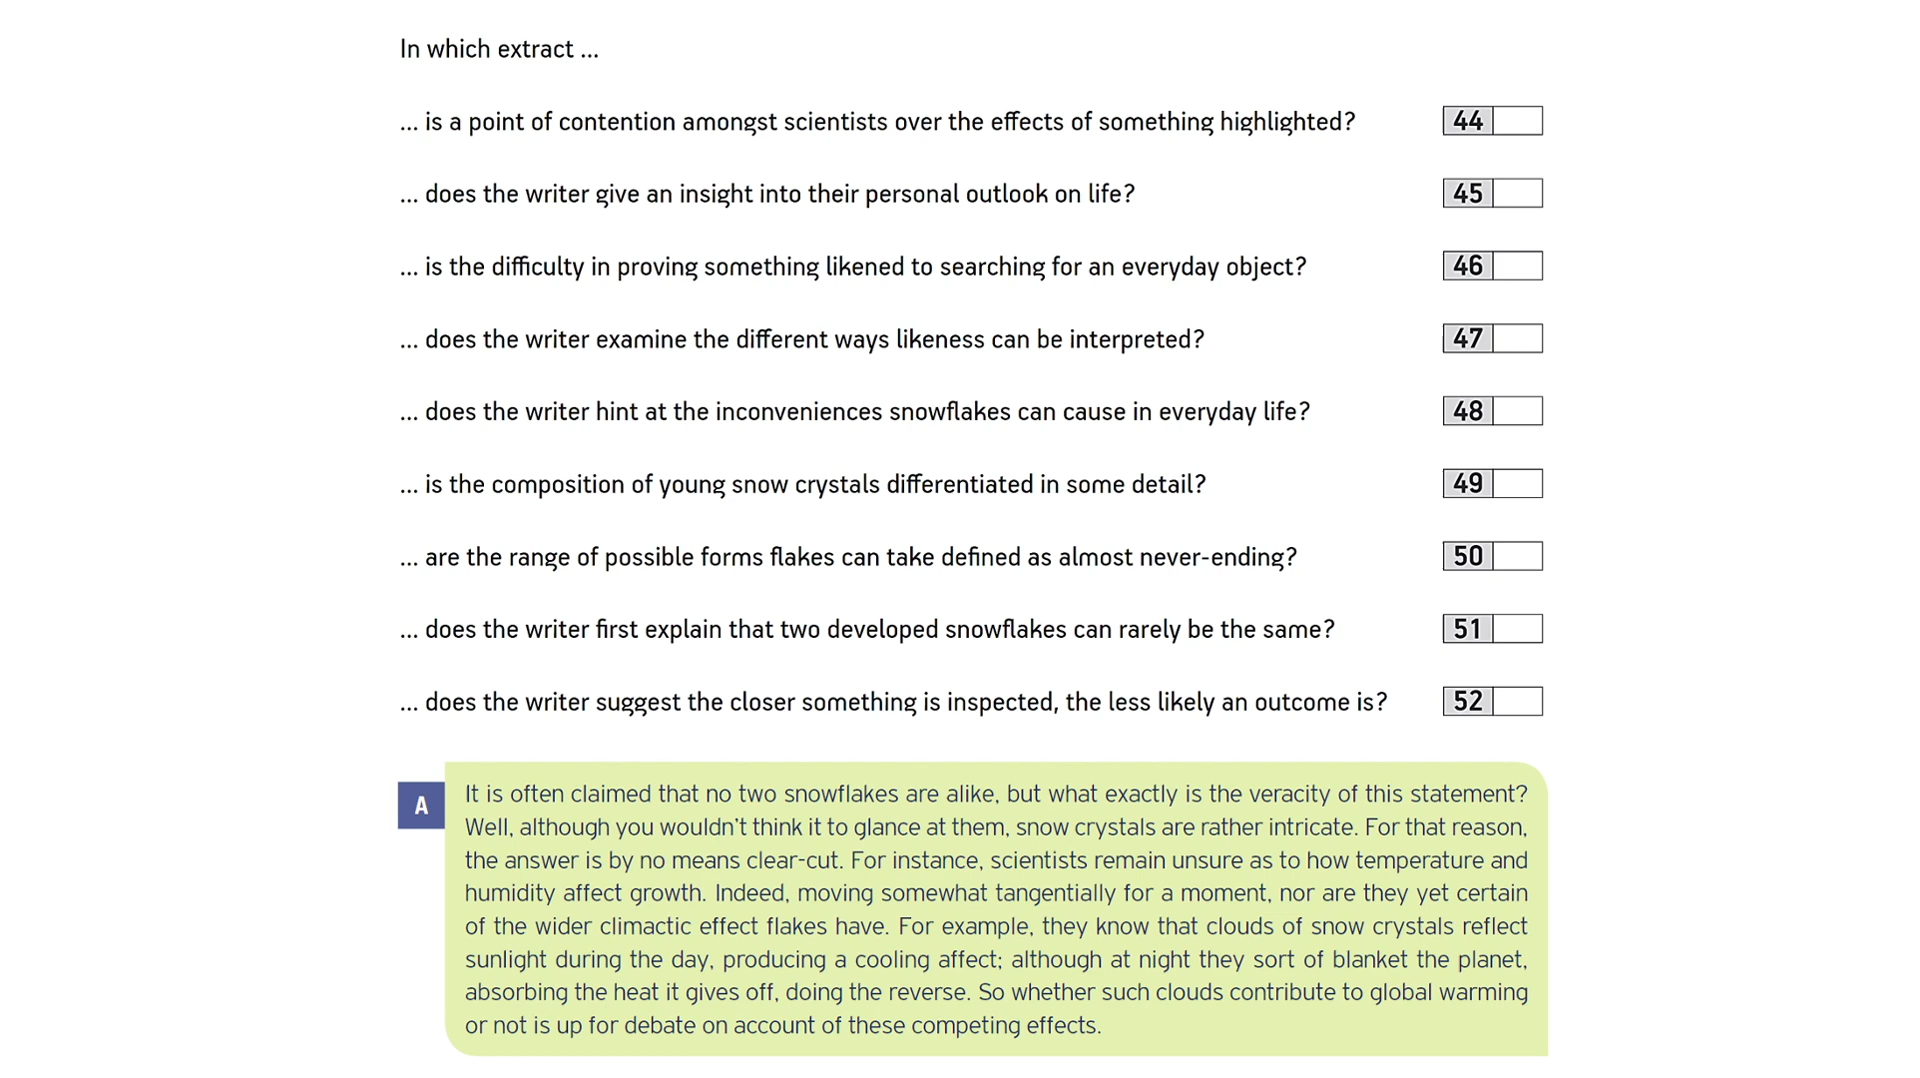 In which extract ...
... is a point of contention amongst scientists over the effects of something highlighted? 44
... does the writer give an insight into their personal outlook on life? 45
... is the difficulty in proving something likened to searching for an everyday object? 46
... does the writer examine the different ways likeness can be interpreted? 47
... does the writer hint at the inconveniences snowflakes can cause in everyday life? 48
... is the composition of young snow crystals differentiated in some detail? 49
... are the range of possible forms flakes can take defined as almost never-ending? 50
... does the writer first explain that two developed snowflakes can rarely be the same? 51
... does the writer suggest the closer something is inspected, the less likely an outcome is? 52
A
It is often claimed that no two snowflakes are alike, but what exactly is the veracity of this statement?
Well, although you wouldn't think it to glance at them, snow crystals are rather intricate. For that reason,
the answer is by no means clear-cut. For instance, scientists remain unsure as to how temperature and
humidity affect growth. Indeed, moving somewhat tangentially for a moment, nor are they yet certain
of the wider climactic effect flakes have. For example, they know that clouds of snow crystals reflect
sunlight during the day, producing a cooling affect; although at night they sort of blanket the planet,
absorbing the heat it gives off, doing the reverse. So whether such clouds contribute to global warming
or not is up for debate on account of these competing effects.